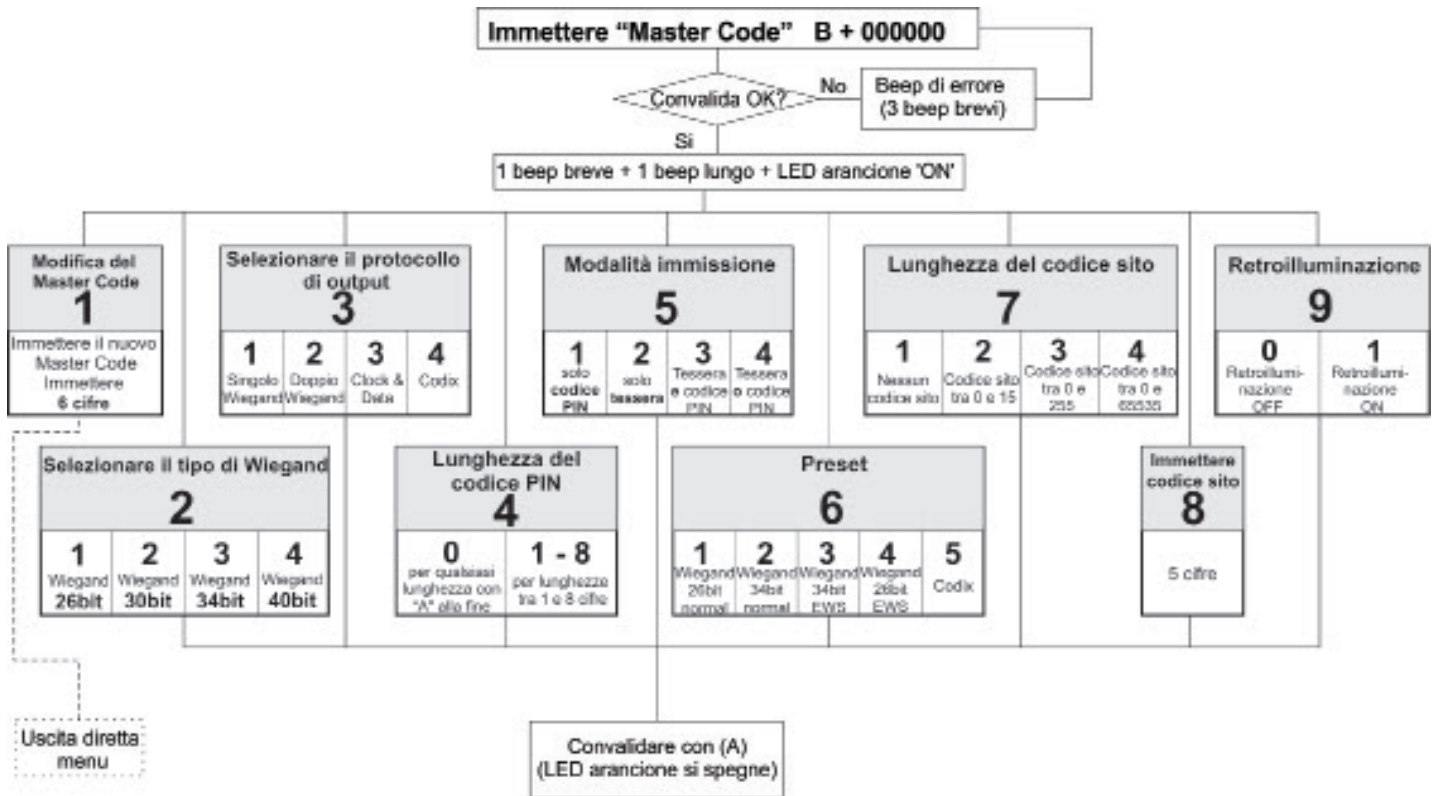 Immettere “Master Code” B + 000000
Convalida OK?
No
Beep di errore
(3 beep brevi)
Si
1 beep breve + 1 beep lungo + LED arancione 'ON'
Modifica del
Master Code
1
Immettere il nuovo
Master Code
Immettere
6 cifre
Selezionare il protocollo
di output
3
1
Singolo
Wiegand
2
Doppio
Wiegand
3
Clock &
Data
4
Codix
Modalità immissione
5
1
solo
codice
PIN
2
solo
tessera
3
Tessera
e codice
PIN
4
Tessera
o codice
PIN
Lunghezza del codice sito
7
1
Nessun
codice sito
2
Codice sito
tra 0 e 15
3
Codice sito
tra 0 e
255
4
Codice sito
tra 0 e
65535
Retroilluminazione
9
0
Retroillumi-
nazione
OFF
1
Retroillumi-
nazione
ON
Selezionare il tipo di Wiegand
2
1
Wiegand
26bit
2
Wiegand
30bit
3
Wiegand
34bit
4
Wiegand
40bit
Lunghezza del
codice PIN
4
0
per qualsiasi
lunghezza con
"A" alla fine
1 - 8
per lunghezze
tra 1 e 8 cifre
Preset
6
1
Wiegand
26bit
normal
2
Wiegand
34bit
normal
3
Wiegand
34bit
EWS
4
Wiegand
26bit
EWS
5
Codix
Immettere
codice sito
8
5 cifre
Uscita diretta
menu
Convalidare con (A)
(LED arancione si spegne)